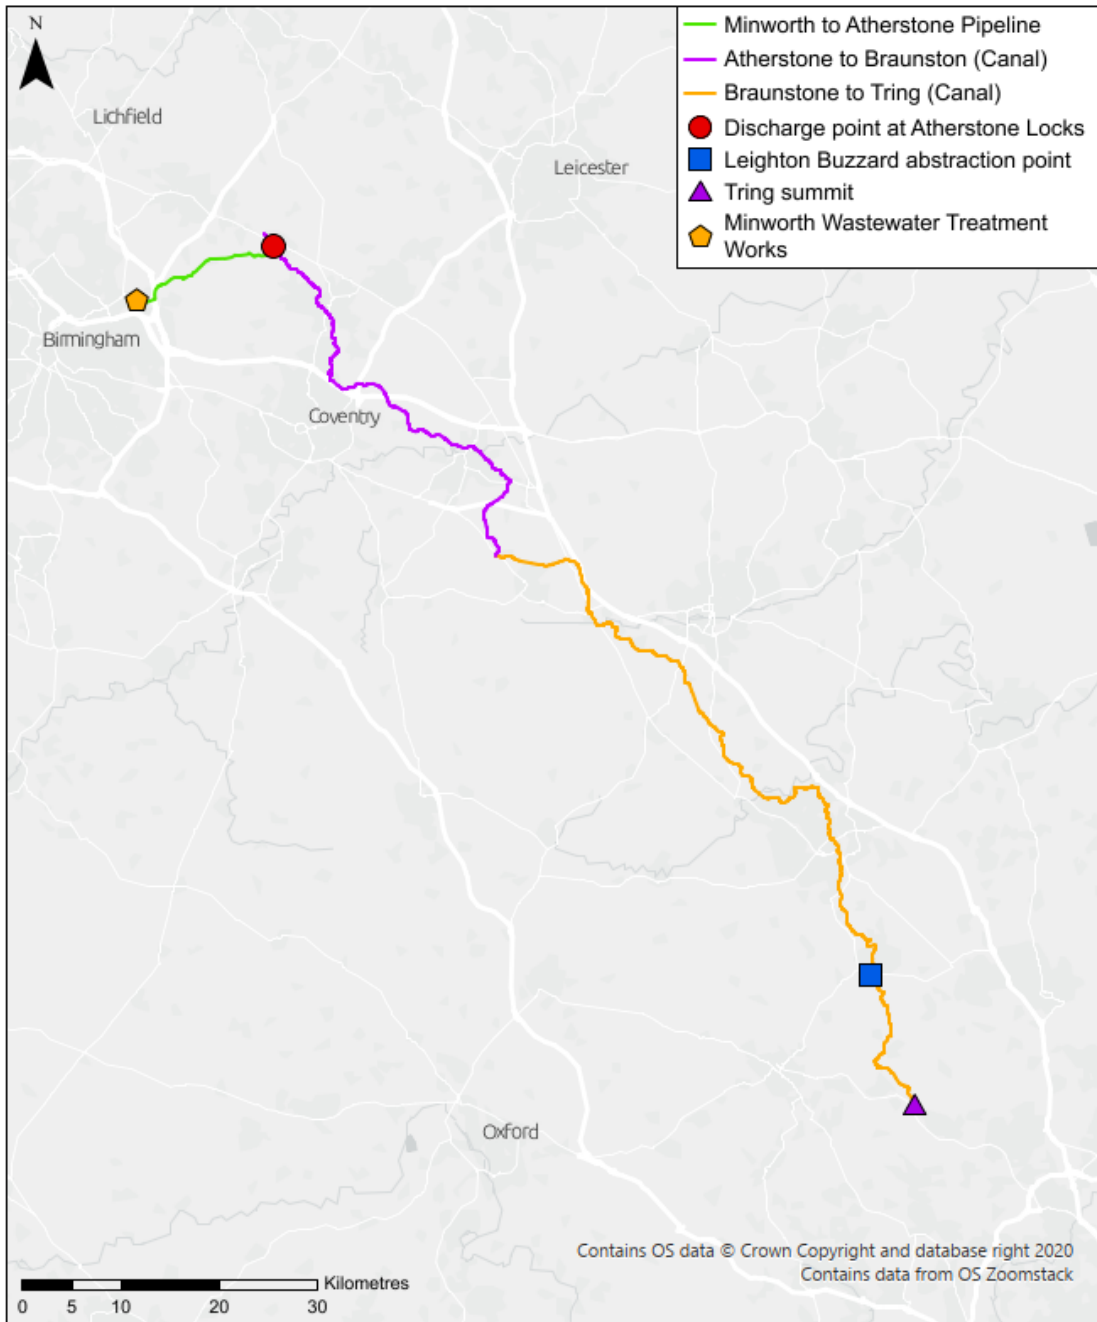 N
Minworth to Atherstone Pipeline
Atherstone to Braunston (Canal)
Braunstone to Tring (Canal)
Discharge point at Atherstone Locks
Leighton Buzzard abstraction point
Tring summit
Minworth Wastewater Treatment
Works
Lichfield
Leicester
Birmingham
Coventry
Oxford
Contains OS data © Crown Copyright and database right 2020
Contains data from OS Zoomstack
Kilometres
0 5 10 20 30